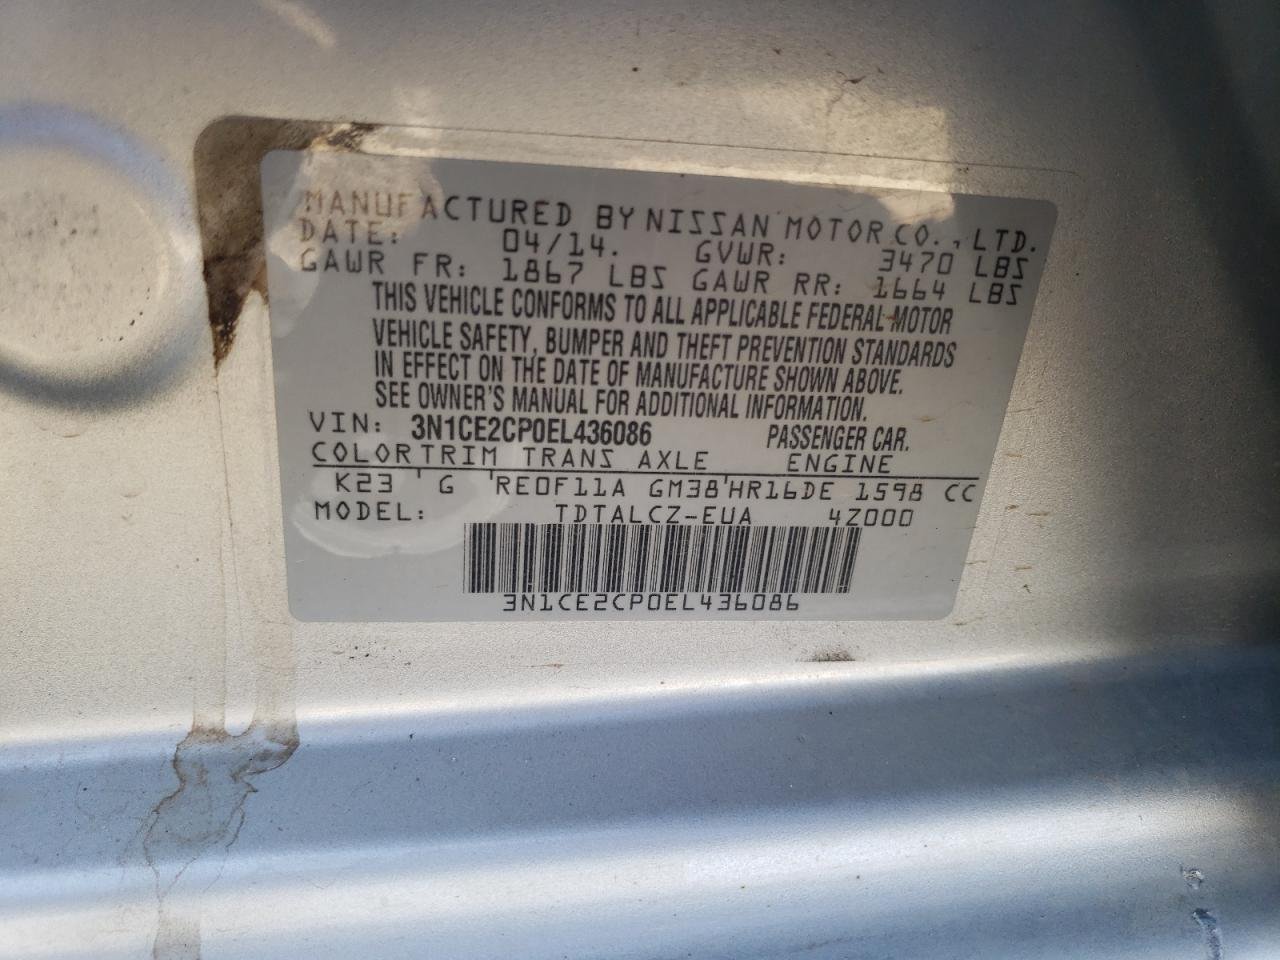 MANUFACTURED BY NISSAN MOTOR CO., LTD.
DATE: 04/14. GVWR: 3470 LBS
GAWR FR: 1867 LBS GAWR RR: 1664 LBS
THIS VEHICLE CONFORMS TO ALL APPLICABLE FEDERAL MOTOR
VEHICLE SAFETY, BUMPER AND THEFT PREVENTION STANDARDS
IN EFFECT ON THE DATE OF MANUFACTURE SHOWN ABOVE.
SEE OWNER'S MANUAL FOR ADDITIONAL INFORMATION.
VIN: 3N1CE2CP0EL436086 PASSENGER CAR.
COLOR TRIM TRANS AXLE ENGINE
K23 G RE0F11A GM38 HR16DE 1598 CC
MODEL: TDTALCZ-EUA 4Z000
3N1CE2CP0EL436086